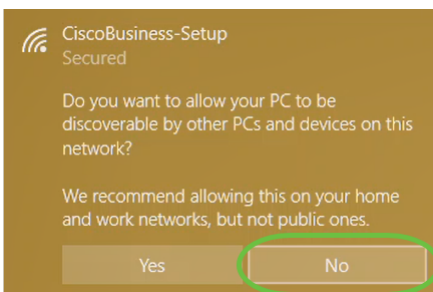 CiscoBusiness-Setup
Secured
Do you want to allow your PC to be
discoverable by other PCs and devices on this
network?
We recommend allowing this on your home
and work networks, but not public ones.
Yes
No